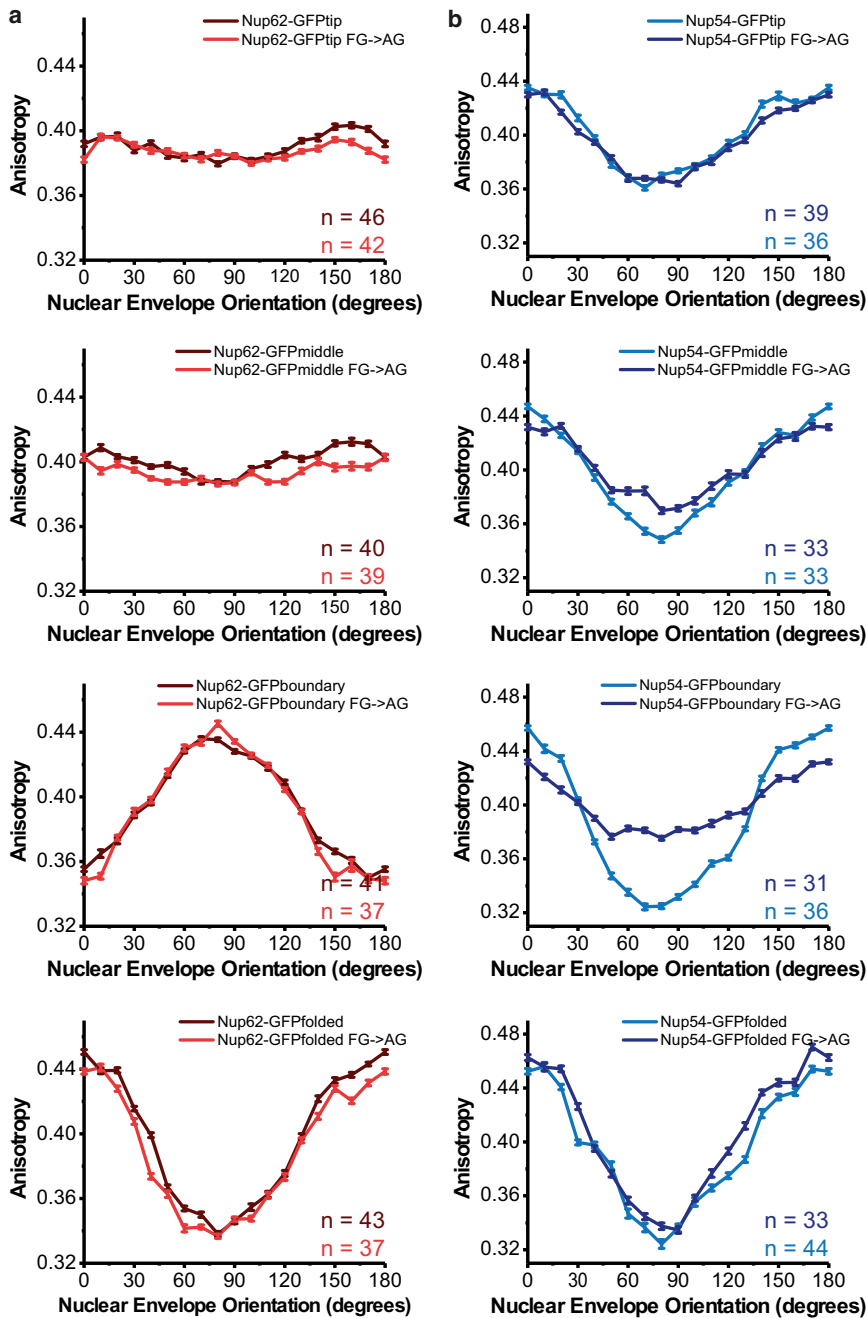 a
Nup62-GFPtip
Nup62-GFPtip FG->AG
0.44
0.40
0.36
0.32
Anisotropy
n = 46
n = 42
0 30 60 90 120 150 180
Nuclear Envelope Orientation (degrees)
b
Nup54-GFPtip
Nup54-GFPtip FG->AG
0.48
0.44
0.40
0.36
0.32
Anisotropy
n = 39
n = 36
0 30 60 90 120 150 180
Nuclear Envelope Orientation (degrees)
Nup62-GFPmiddle
Nup62-GFPmiddle FG->AG
0.44
0.40
0.36
0.32
Anisotropy
n = 40
n = 39
0 30 60 90 120 150 180
Nuclear Envelope Orientation (degrees)
Nup54-GFPmiddle
Nup54-GFPmiddle FG->AG
0.48
0.44
0.40
0.36
0.32
Anisotropy
n = 33
n = 33
0 30 60 90 120 150 180
Nuclear Envelope Orientation (degrees)
Nup62-GFPboundary
Nup62-GFPboundary FG->AG
0.44
0.40
0.36
0.32
Anisotropy
n = 41
n = 37
0 30 60 90 120 150 180
Nuclear Envelope Orientation (degrees)
Nup54-GFPboundary
Nup54-GFPboundary FG->AG
0.48
0.44
0.40
0.36
0.32
Anisotropy
n = 31
n = 36
0 30 60 90 120 150 180
Nuclear Envelope Orientation (degrees)
Nup62-GFPfolded
Nup62-GFPfolded FG->AG
0.44
0.40
0.36
0.32
Anisotropy
n = 43
n = 37
0 30 60 90 120 150 180
Nuclear Envelope Orientation (degrees)
Nup54-GFPfolded
Nup54-GFPfolded FG->AG
0.48
0.44
0.40
0.36
0.32
Anisotropy
n = 33
n = 44
0 30 60 90 120 150 180
Nuclear Envelope Orientation (degrees)